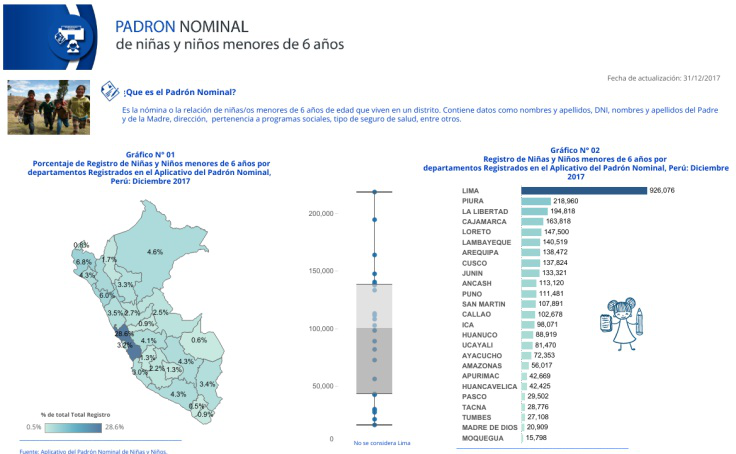 PADRON NOMINAL
de niñas y niños menores de 6 años
Fecha de actualización: 31/12/2017
¿Que es el Padrón Nominal?
Es la nómina o la relación de niñas/os menores de 6 años de edad que viven en un distrito. Contiene datos como nombres y apellidos, DNI, nombres y apellidos del Padre
y de la Madre, dirección, pertenencia a programas sociales, tipo de seguro de salud, entre otros.
Gráfico N° 01
Porcentaje de Registro de Niñas y Niños menores de 6 años por
departamentos Registrados en el Aplicativo del Padrón Nominal,
Perú: Diciembre 2017
0.8%
6.8%
1.7%
4.6%
4.3%
3.3%
6.0%
3.5%
2.7%
2.5%
0.9%
28.6%
4.1%
0.6%
3.2%
1.3%
4.3%
3.0%
2.2%
1.3%
3.4%
4.3%
0.5%
0.9%
% de total Total Registro
0.5%
28.6%
Fuente: Aplicativo del Padrón Nominal de Niñas y Niños.
200,000
150,000
100,000
50,000
0
No se considera Lima
Gráfico N° 02
Registro de Niñas y Niños menores de 6 años por
departamentos Registrados en el Aplicativo del Padrón Nominal, Perú: Diciembre
2017
LIMA 926,076
PIURA 218,960
LA LIBERTAD 194,818
CAJAMARCA 163,818
LORETO 147,500
LAMBAYEQUE 140,519
AREQUIPA 138,472
CUSCO 137,824
JUNIN 133,321
ANCASH 113,120
PUNO 111,481
SAN MARTIN 107,891
CALLAO 102,678
ICA 98,071
HUANUCO 88,919
UCAYALI 81,470
AYACUCHO 72,353
AMAZONAS 56,017
APURIMAC 42,669
HUANCAVELICA 42,425
PASCO 29,502
TACNA 28,776
TUMBES 27,108
MADRE DE DIOS 20,909
MOQUEGUA 15,798